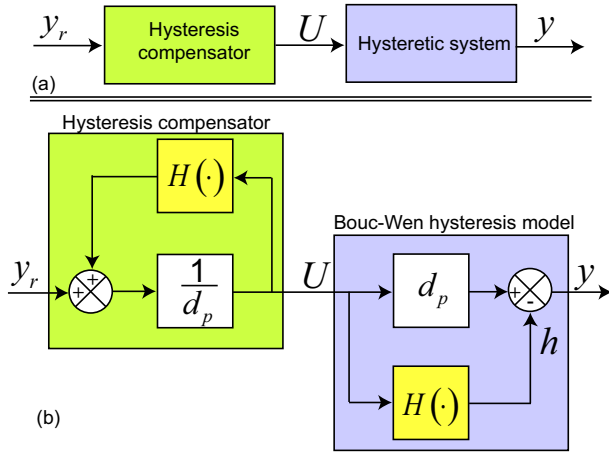 y_r
Hysteresis
compensator
U
Hysteretic system
y
(a)
Hysteresis compensator
H(·)
Bouc-Wen hysteresis model
y_r
+
+
1
d_p
U
d_p
+
-
y
h
H(·)
(b)